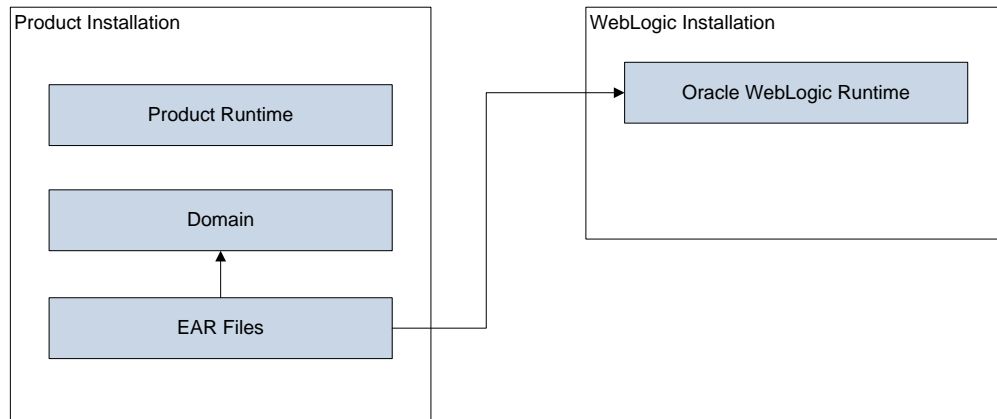 Product Installation
WebLogic Installation
Product Runtime
Oracle WebLogic Runtime
Domain
EAR Files